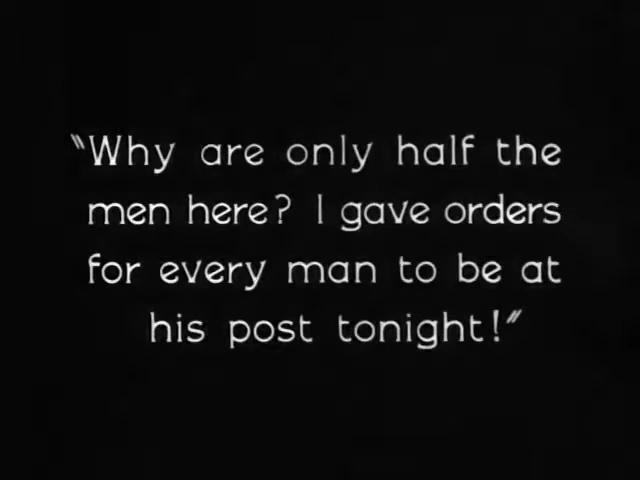 "Why are only half the
men here? I gave orders
for every man to be at
his post tonight!"